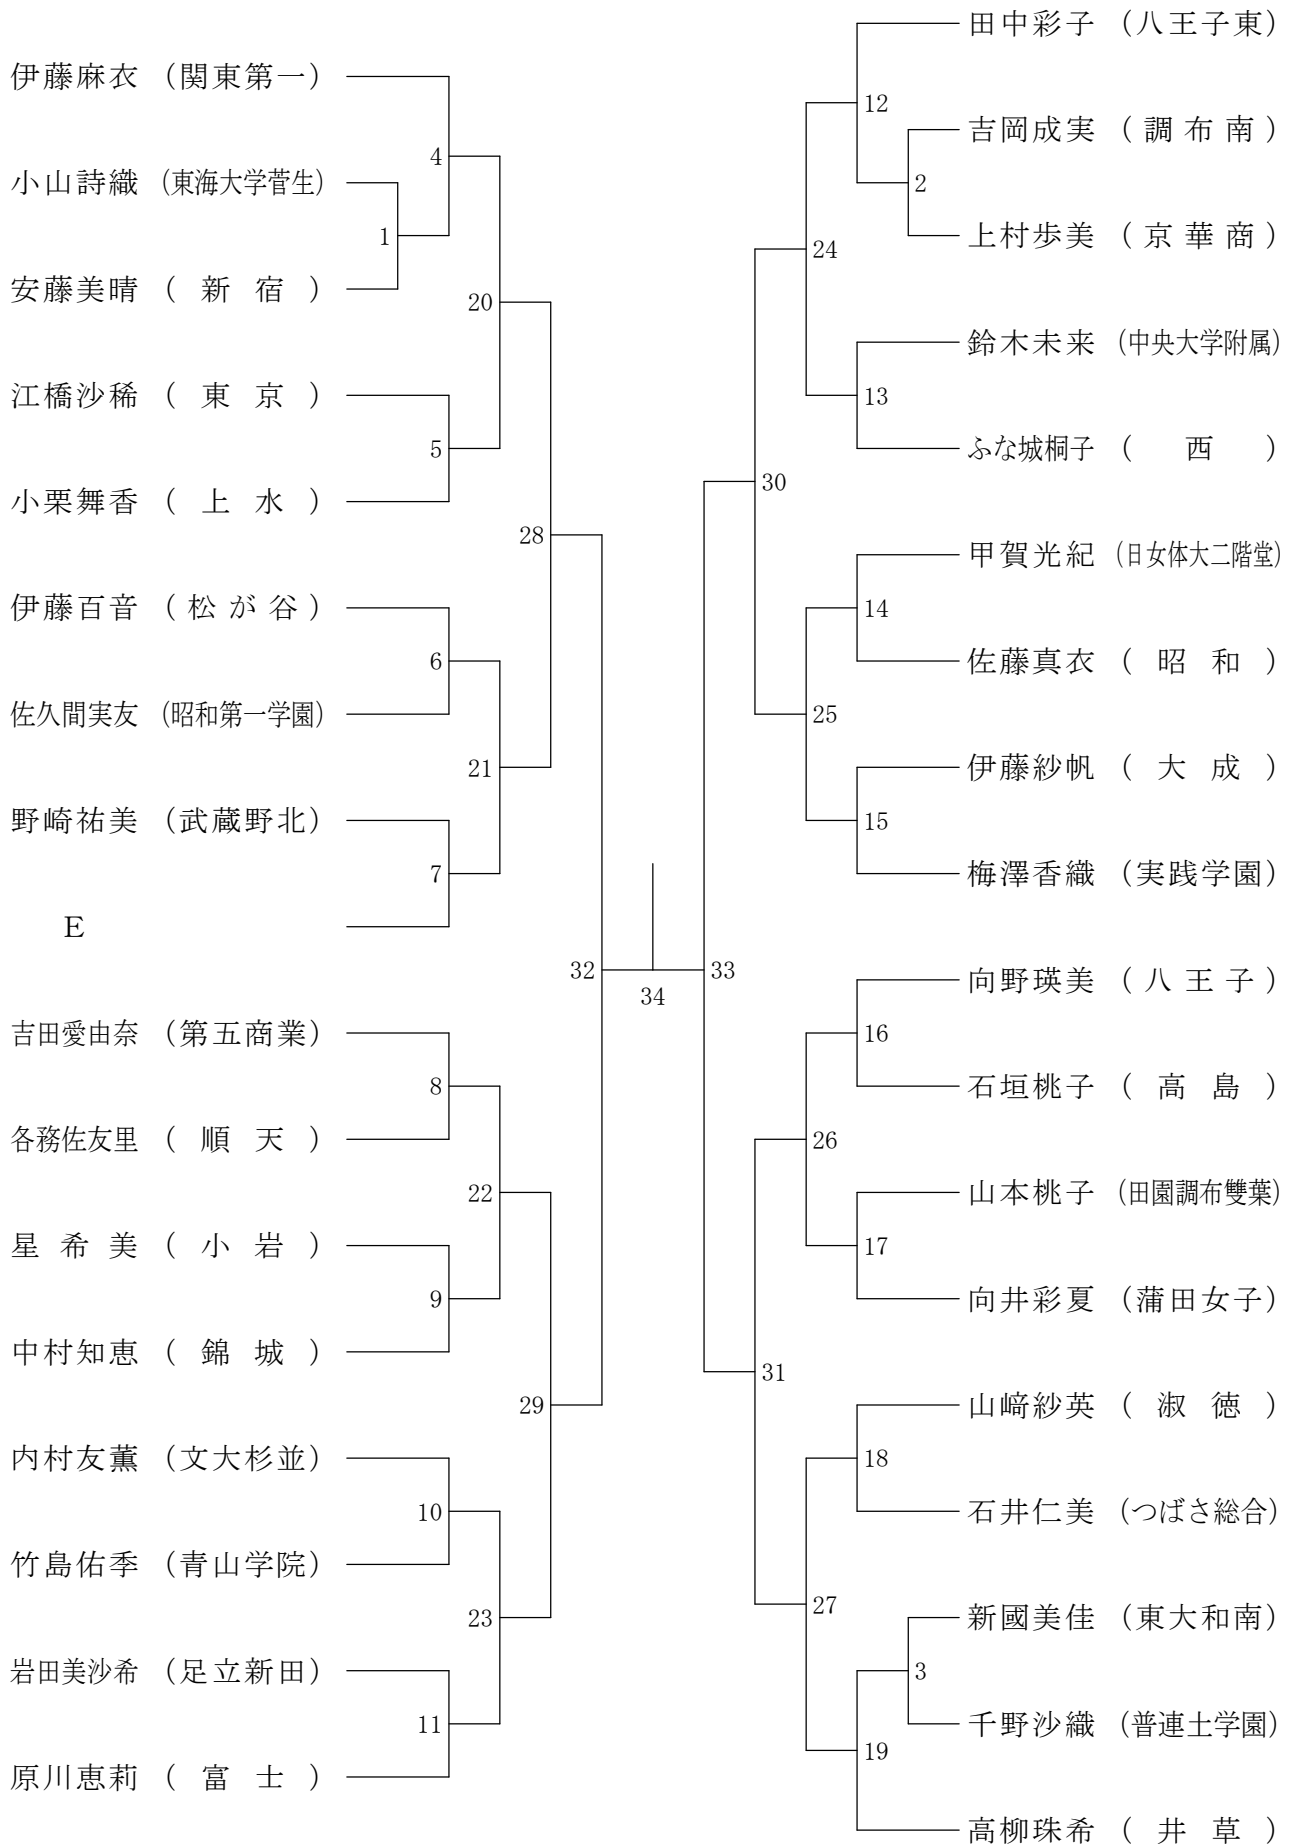 伊藤麻衣 (関東第一)
小山詩織 (東海大学菅生)
安藤美晴 (新宿)
江橋沙稀 (東京)
小栗舞香 (上水)
伊藤百音 (松が谷)
佐久間実友 (昭和第一学園)
野崎祐美 (武蔵野北)
E
吉田愛由奈 (第五商業)
各務佐友里 (順天)
星希美 (小岩)
中村知恵 (錦城)
内村友薫 (文大杉並)
竹島佑季 (青山学院)
岩田美沙希 (足立新田)
原川恵莉 (富士)
1
4
5
6
7
8
9
10
11
20
21
22
23
28
29
32
34
33
30
31
24
25
26
27
12
2
13
14
15
16
17
18
3
19
田中彩子 (八王子東)
吉岡成実 (調布南)
上村歩美 (京華商)
鈴木未来 (中央大学附属)
ふな城桐子 (西)
甲賀光紀 (日女体大二階堂)
佐藤真衣 (昭和)
伊藤紗帆 (大成)
梅澤香織 (実践学園)
向野瑛美 (八王子)
石垣桃子 (高島)
山本桃子 (田園調布雙葉)
向井彩夏 (蒲田女子)
山﨑紗英 (淑徳)
石井仁美 (つばさ総合)
新國美佳 (東大和南)
千野沙織 (普連土学園)
高柳珠希 (井草)